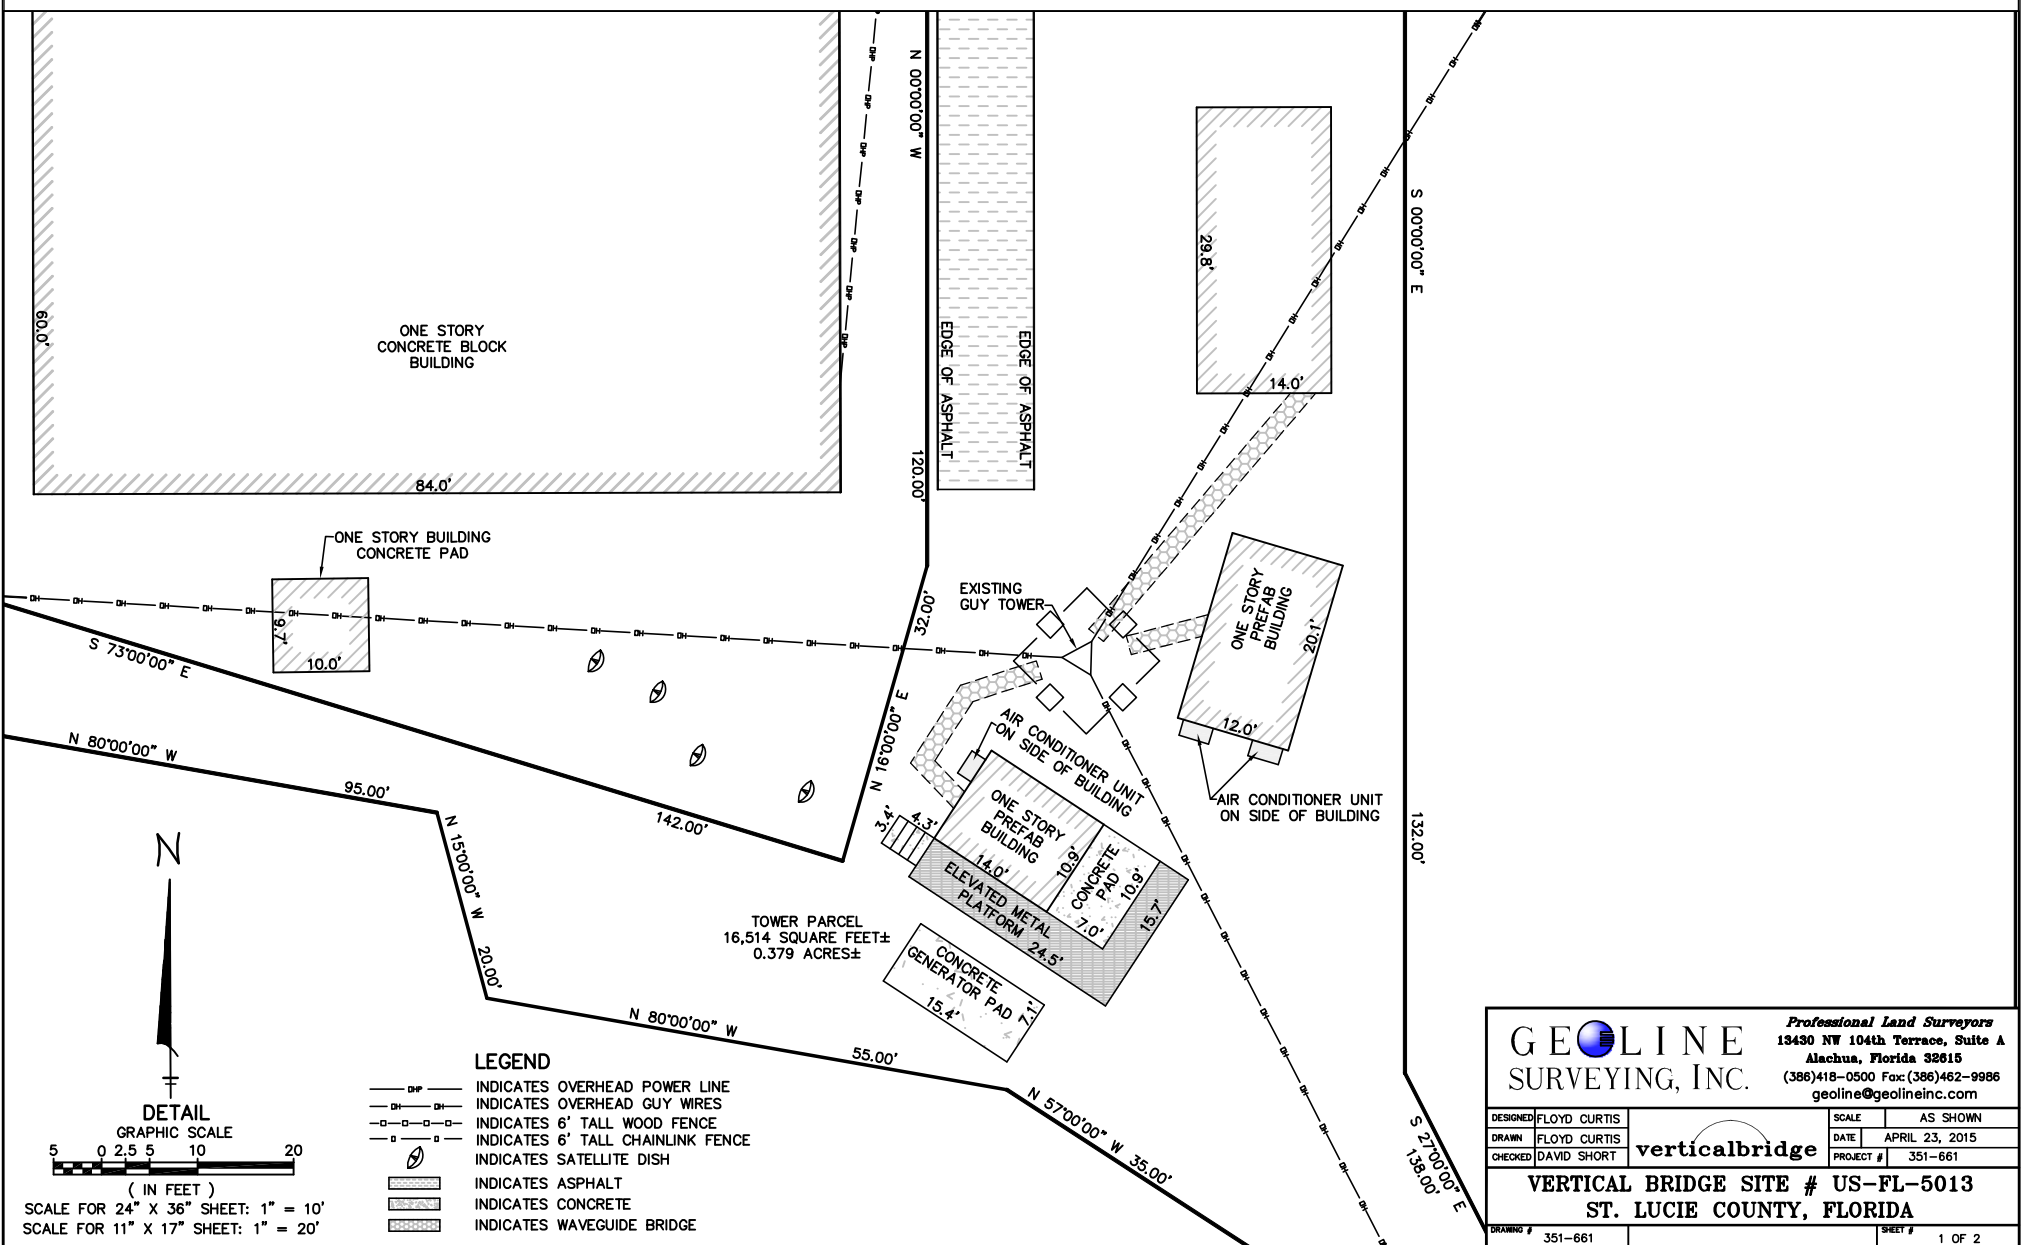 N 00°00'00" W
120.00'
EDGE OF ASPHALT
EDGE OF ASPHALT
60.0'
ONE STORY
CONCRETE BLOCK
BUILDING
84.0'
29.8'
14.0'
S 00°00'00" E
132.00'
ONE STORY BUILDING
CONCRETE PAD
9.7'
10.0'
EXISTING
GUY TOWER
32.00'
N 16°00'00" E
ONE STORY
PREFAB
BUILDING
20.1'
12.0'
AIR CONDITIONER UNIT
ON SIDE OF BUILDING
S 73°00'00" E
142.00'
N 80°00'00" W
95.00'
N 15°00'00" W
20.00'
AIR CONDITIONER UNIT
ON SIDE OF BUILDING
3.4'
4.3'
ONE STORY
PREFAB
BUILDING
14.0'
10.9'
CONCRETE
PAD
10.9'
7.0'
ELEVATED METAL
PLATFORM 24.5'
15.7'
CONCRETE
GENERATOR PAD
15.4'
7.1'
TOWER PARCEL
16,514 SQUARE FEET±
0.379 ACRES±
N 80°00'00" W
55.00'
N 57°00'00" W 35.00'
S 27°00'00" E
138.00'
N
DETAIL
GRAPHIC SCALE
5 0 2.5 5 10 20
( IN FEET )
SCALE FOR 24" X 36" SHEET: 1" = 10'
SCALE FOR 11" X 17" SHEET: 1" = 20'
LEGEND
OHP INDICATES OVERHEAD POWER LINE
OH OH INDICATES OVERHEAD GUY WIRES
INDICATES 6' TALL WOOD FENCE
INDICATES 6' TALL CHAINLINK FENCE
INDICATES SATELLITE DISH
INDICATES ASPHALT
INDICATES CONCRETE
INDICATES WAVEGUIDE BRIDGE
GEOLINE
SURVEYING, INC.
Professional Land Surveyors
13430 NW 104th Terrace, Suite A
Alachua, Florida 32615
(386)418-0500 Fax:(386)462-9986
geoline@geolineinc.com
DESIGNED FLOYD CURTIS
DRAWN FLOYD CURTIS
CHECKED DAVID SHORT
verticalbridge
SCALE AS SHOWN
DATE APRIL 23, 2015
PROJECT # 351-661
VERTICAL BRIDGE SITE # US-FL-5013
ST. LUCIE COUNTY, FLORIDA
DRAWING # 351-661
SHEET # 1 OF 2